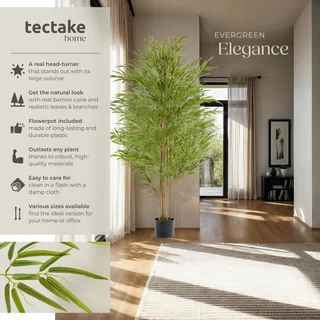 tectake
home
A real head-turner
that stands out with its
large volume
Get the natural look
with real bamboo cane and
realistic leaves & branches
Flowerpot included
made of long-lasting and
durable plastic
Outlasts any plant
thanks to robust, high-
quality materials
Easy to care for:
clean in a flash with a
damp cloth
Various sizes available
find the ideal version for
your home or office
EVERGREEN
Elegance